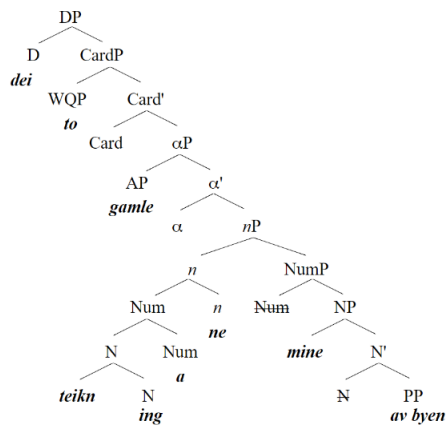 DP
D CardP
dei
WQP Card'
to
Card αP
AP α'
gamle
α nP
n NumP
Num n Num NP
ne
N Num mine N'
a
teikn N N PP
ing av byen